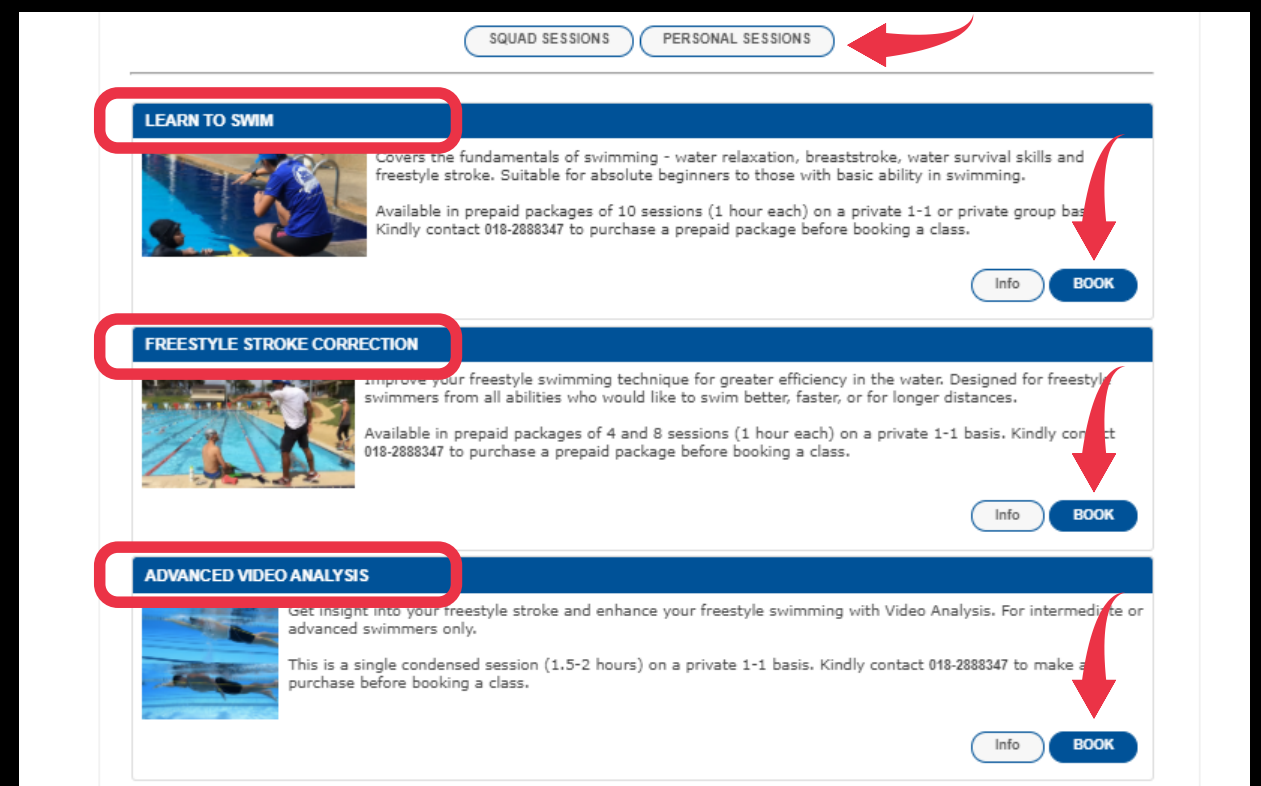 SQUAD SESSIONS
PERSONAL SESSIONS
LEARN TO SWIM
Covers the fundamentals of swimming - water relaxation, breaststroke, water survival skills and
freestyle stroke. Suitable for absolute beginners to those with basic ability in swimming.
Available in prepaid packages of 10 sessions (1 hour each) on a private 1-1 or private group bas
Kindly contact 018-2888347 to purchase a prepaid package before booking a class.
Info
BOOK
FREESTYLE STROKE CORRECTION
Improve your freestyle swimming technique for greater efficiency in the water. Designed for freestyle
swimmers from all abilities who would like to swim better, faster, or for longer distances.
Available in prepaid packages of 4 and 8 sessions (1 hour each) on a private 1-1 basis. Kindly contact
018-2888347 to purchase a prepaid package before booking a class.
Info
BOOK
ADVANCED VIDEO ANALYSIS
Get insight into your freestyle stroke and enhance your freestyle swimming with Video Analysis. For intermediate or
advanced swimmers only.
This is a single condensed session (1.5-2 hours) on a private 1-1 basis. Kindly contact 018-2888347 to make a
purchase before booking a class.
Info
BOOK